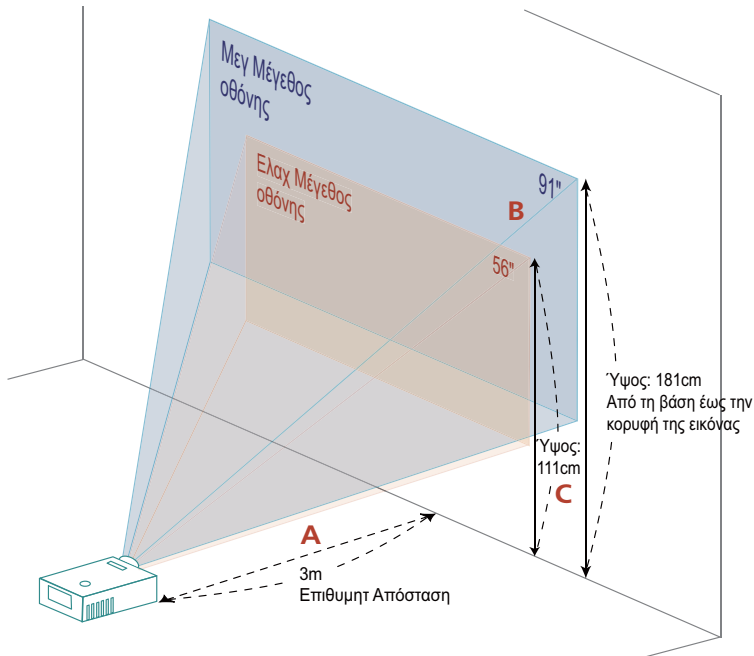 Μεγ Μέγεθος
οθόνης
91"
Ελαχ Μέγεθος
οθόνης
B
56"
Ύψος: 181cm
Από τη βάση έως την
κορυφή της εικόνας
Ύψος:
111cm
C
A
3m
Επιθυμητ Απόσταση